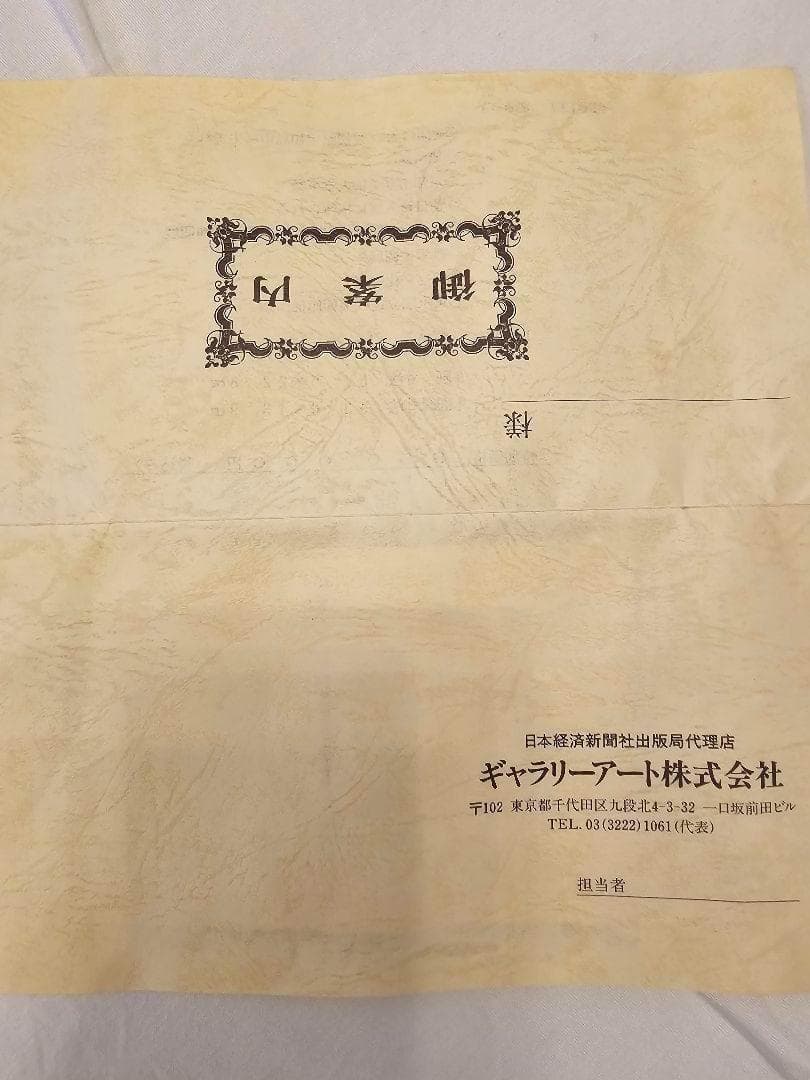 御案内
様
日本経済新聞社出版局代理店
ギャラリーアート株式会社
〒102 東京都千代田区九段北4-3-32 一口坂前田ビル
TEL. 03(3222)1061(代表)
担当者